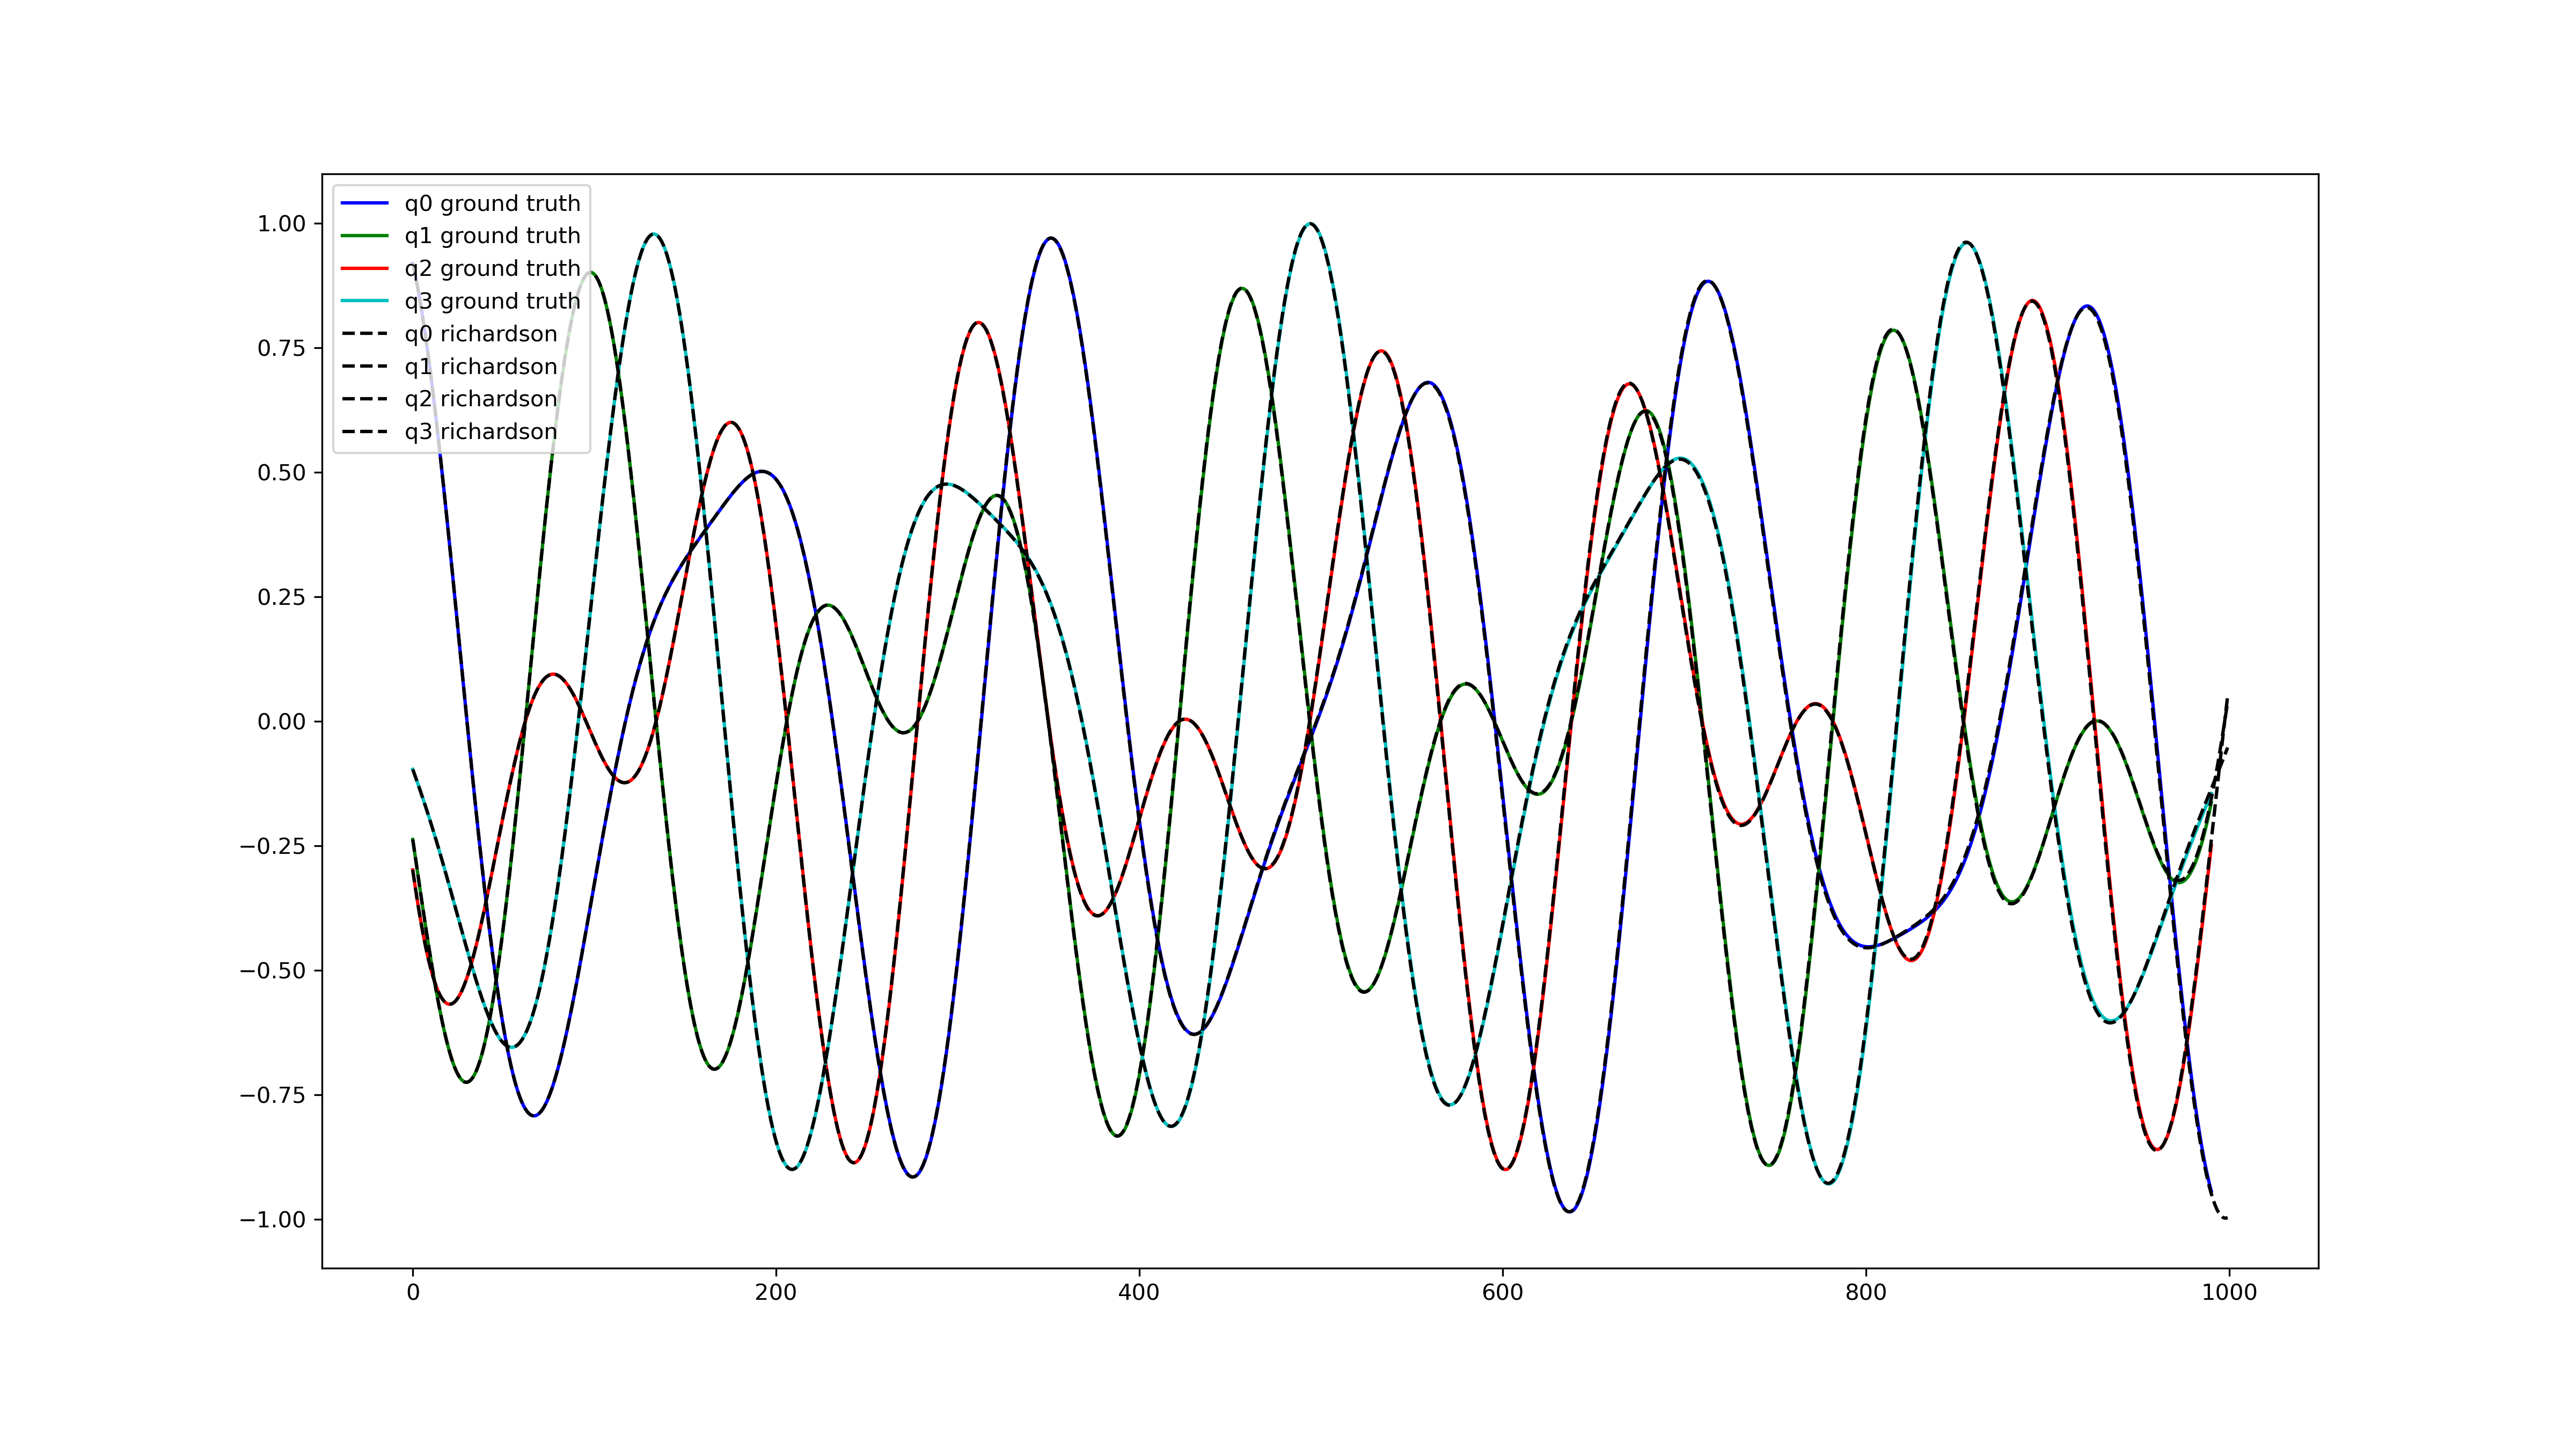 q0 ground truth
q1 ground truth
q2 ground truth
q3 ground truth
q0 richardson
q1 richardson
q2 richardson
q3 richardson
1.00
0.75
0.50
0.25
0.00
−0.25
−0.50
−0.75
−1.00
0 200 400 600 800 1000